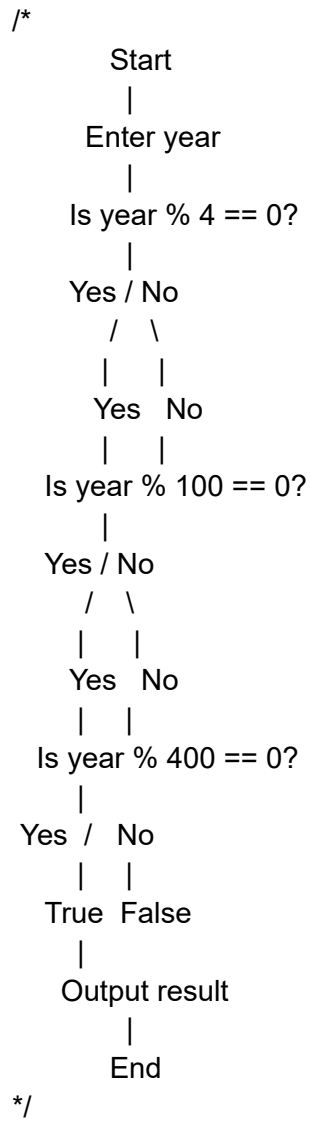 /*
Start
|
Enter year
|
Is year % 4 == 0?
|
Yes / No
/ \
| |
Yes No
| |
Is year % 100 == 0?
|
Yes / No
/ \
| |
Yes No
| |
Is year % 400 == 0?
|
Yes / No
| |
True False
|
Output result
|
End
*/